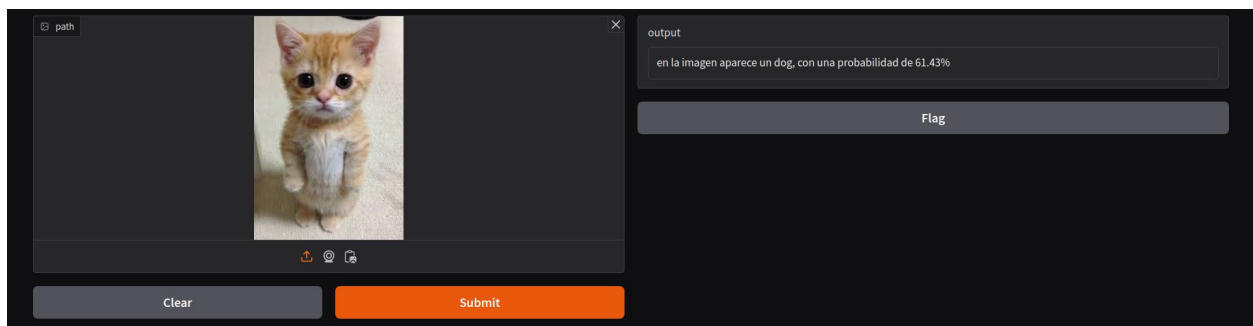 path
output
en la imagen aparece un dog, con una probabilidad de 61.43%
Flag
Clear
Submit